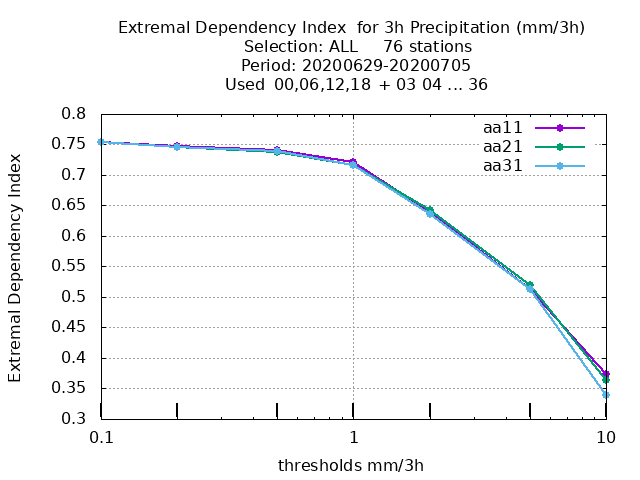 Extremal Dependency Index  for 3h Precipitation (mm/3h)
Selection: ALL     76 stations
Period: 20200629-20200705
Used  00,06,12,18 + 03 04 ... 36
aa11
aa21
aa31
0.8
0.75
0.7
0.65
0.6
0.55
0.5
0.45
0.4
0.35
0.3
Extremal Dependency Index
0.1
1
10
thresholds mm/3h